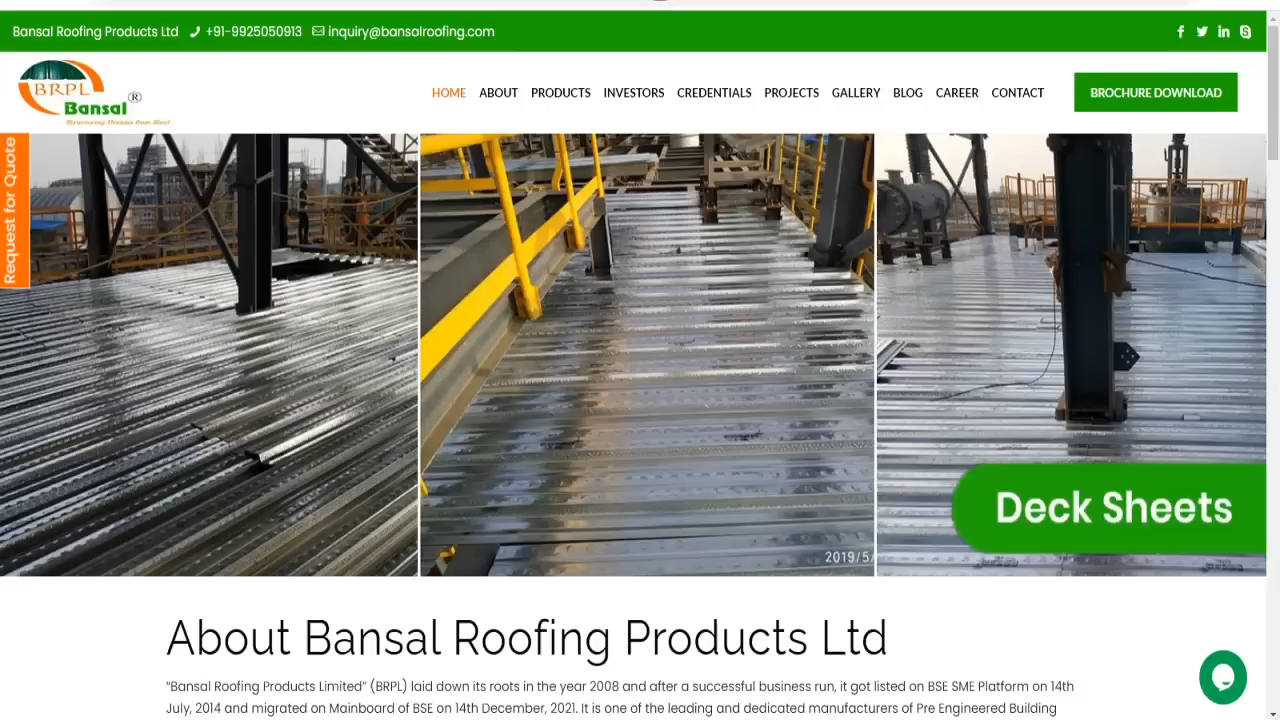 Bansal Roofing Products Ltd +91-9925050913 inquiry@bansalroofing.com
BRPL
Bansal ®
Structuring Dreams from Steel
HOME ABOUT PRODUCTS INVESTORS CREDENTIALS PROJECTS GALLERY BLOG CAREER CONTACT BROCHURE DOWNLOAD
Request for Quote
Deck Sheets
2019/5/
About Bansal Roofing Products Ltd
“Bansal Roofing Products Limited” (BRPL) laid down its roots in the year 2008 and after a successful business run, it got listed on BSE SME Platform on 14th
July, 2014 and migrated on Mainboard of BSE on 14th December, 2021. It is one of the leading and dedicated manufacturers of Pre Engineered Building